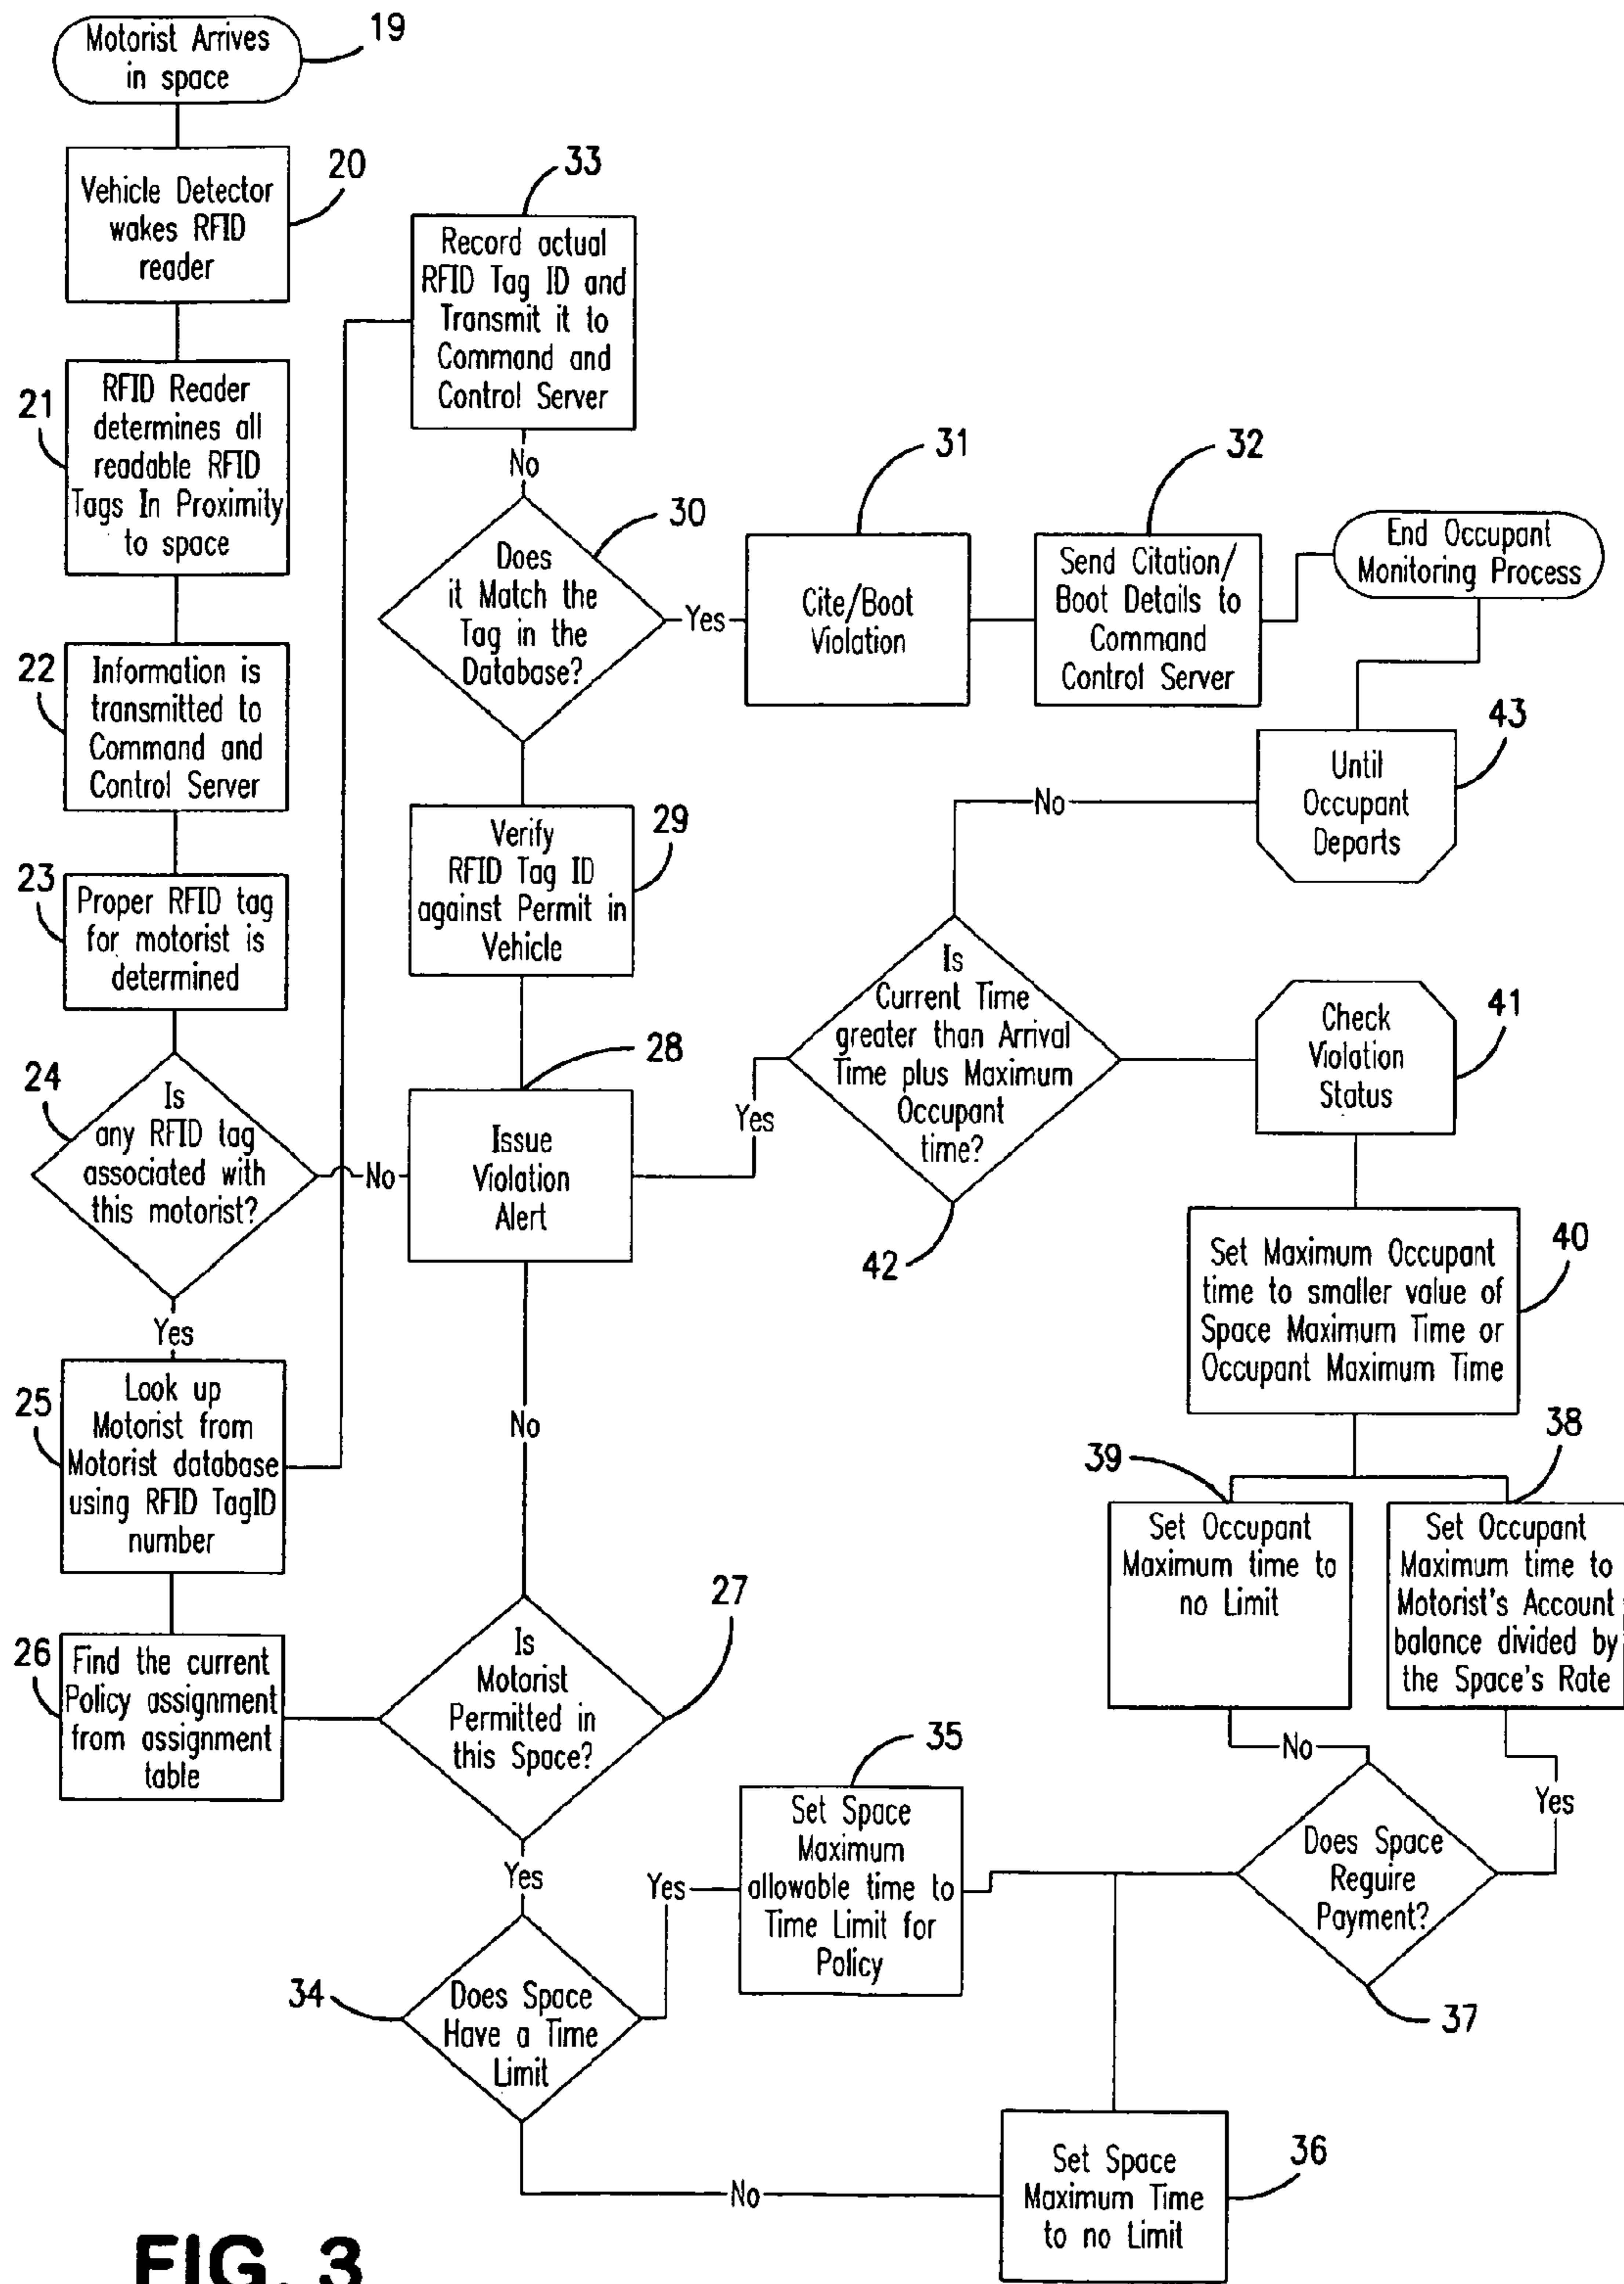 Motorist Arrives
in space
19
Vehicle Detector
wakes RFID
reader
20
RFID Reader
determines all
readable RFID
Tags In Proximity
to space
21
Information is
transmitted to
Command and
Control Server
22
Proper RFID tag
for motorist is
determined
23
Is
any RFID tag
associated with
this motorist?
24
No
Yes
Look up
Motorist from
Motorist database
using RFID TagID
number
25
Find the current
Policy assignment
from assignment
table
26
Is
Motorist
Permitted in
this Space?
27
No
Yes
Issue
Violation
Alert
28
Verify
RFID Tag ID
against Permit in
Vehicle
29
Does
it Match the
Tag in the
Database?
30
No
Yes
Cite/Boot
Violation
31
Send Citation/
Boot Details to
Command
Control Server
32
End Occupant
Monitoring Process
Record actual
RFID Tag ID and
Transmit it to
Command and
Control Server
33
Does Space
Have a Time
Limit
34
Yes
No
Set Space
Maximum
allowable time to
Time Limit for
Policy
35
Set Space
Maximum Time
to no Limit
36
Does Space
Require
Payment?
37
No
Yes
Set Occupant
Maximum time to
Motorist's Account
balance divided by
the Space's Rate
38
Set Occupant
Maximum time to
no Limit
39
Set Maximum Occupant
time to smaller value of
Space Maximum Time or
Occupant Maximum Time
40
Check
Violation
Status
41
Is
Current Time
greater than Arrival
Time plus Maximum
Occupant
time?
42
Yes
No
Until
Occupant
Departs
43
FIG. 3